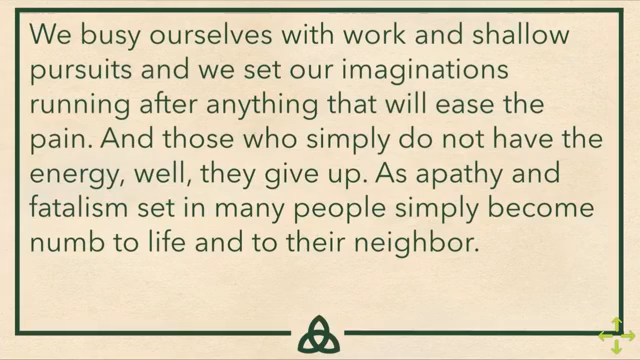 We busy ourselves with work and shallow
pursuits and we set our imaginations
running after anything that will ease the
pain. And those who simply do not have the
energy, well, they give up. As apathy and
fatalism set in many people simply become
numb to life and to their neighbor.